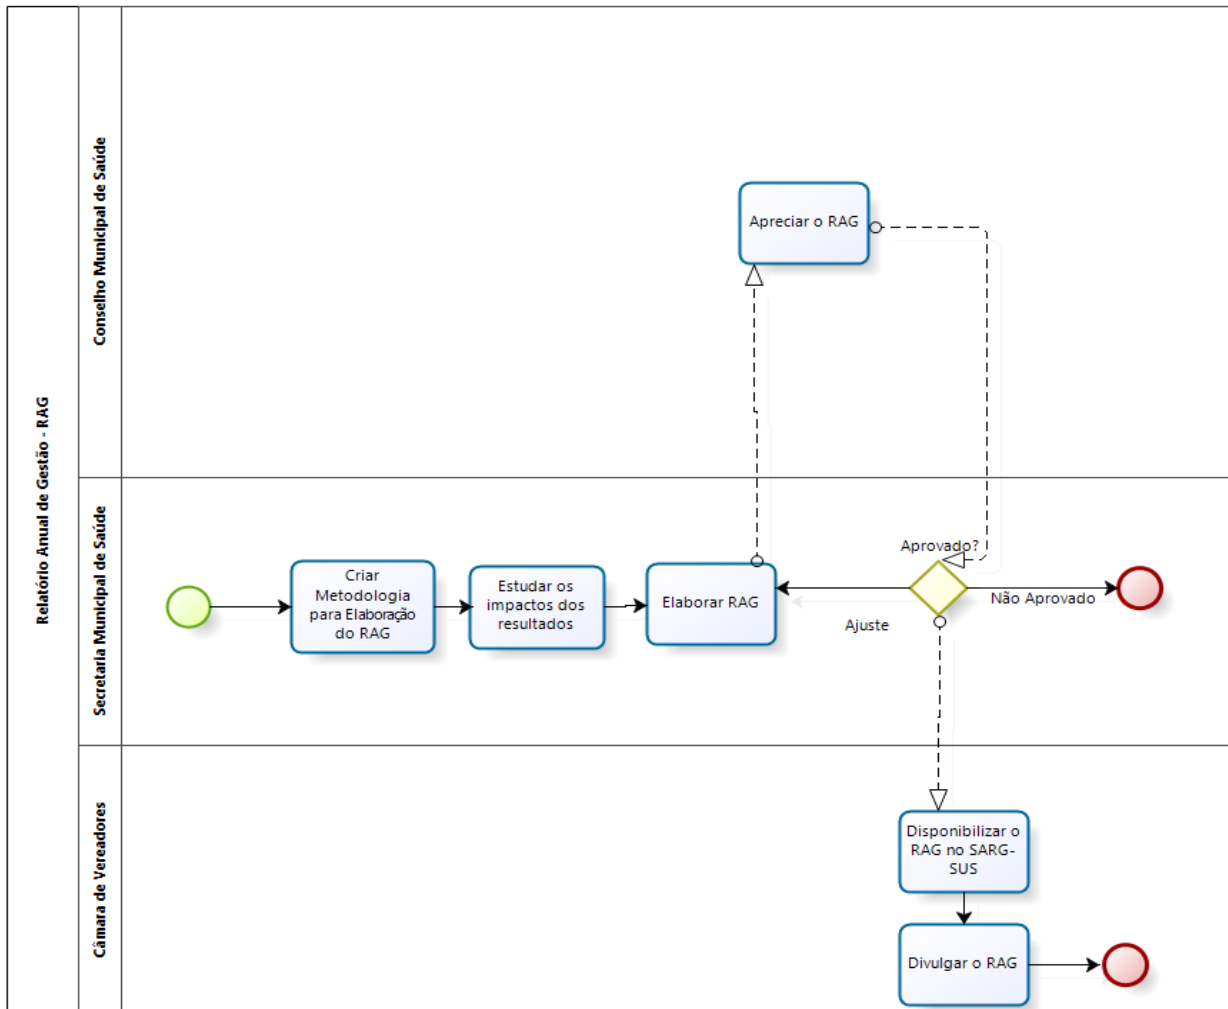 Relatório Anual de Gestão - RAG
Conselho Municipal de Saúde
Apreciar o RAG
Secretaria Municipal de Saúde
Criar
Metodologia
para Elaboração
do RAG
Estudar os
impactos dos
resultados
Elaborar RAG
Aprovado?
Não Aprovado
Ajuste
Câmara de Vereadores
Disponibilizar o
RAG no SARG-
SUS
Divulgar o RAG